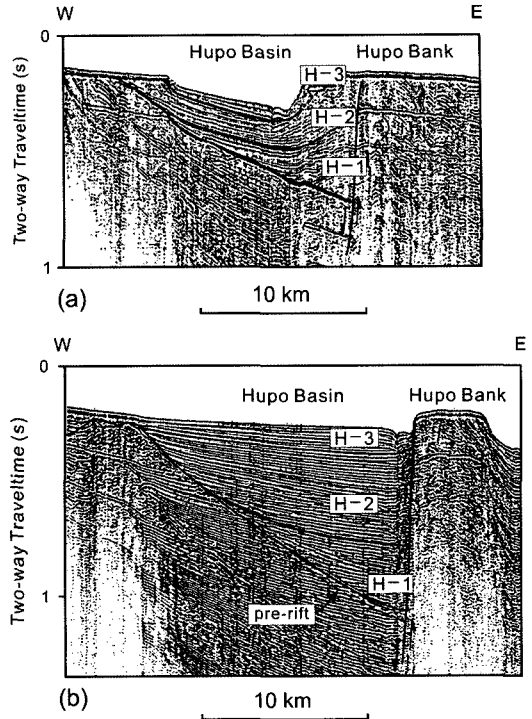 W E
0
Hupo Basin Hupo Bank
H-3
H-2
H-1
Two-way Traveltime (s)
1
(a)
10 km
W E
0
Hupo Basin Hupo Bank
H-3
H-2
H-1
Two-way Traveltime (s)
1
pre-rift
(b)
10 km